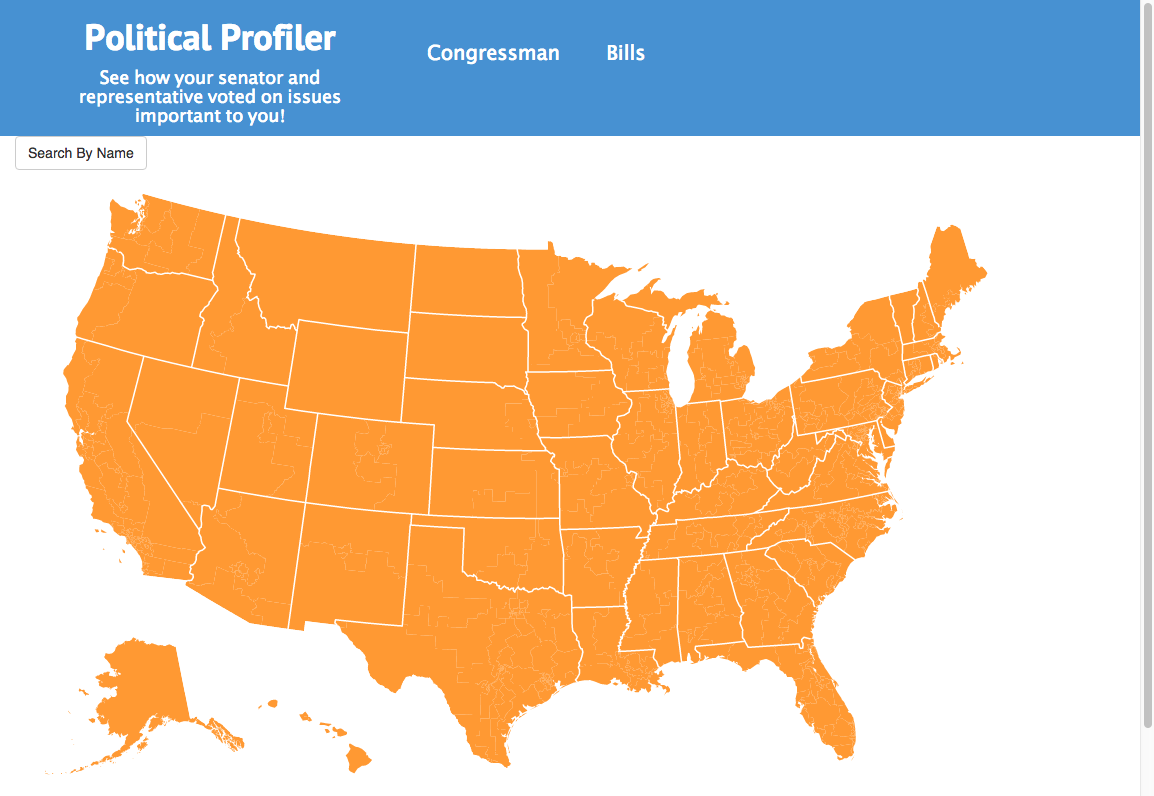 Political Profiler
See how your senator and
representative voted on issues
important to you!
Congressman
Bills
Search By Name